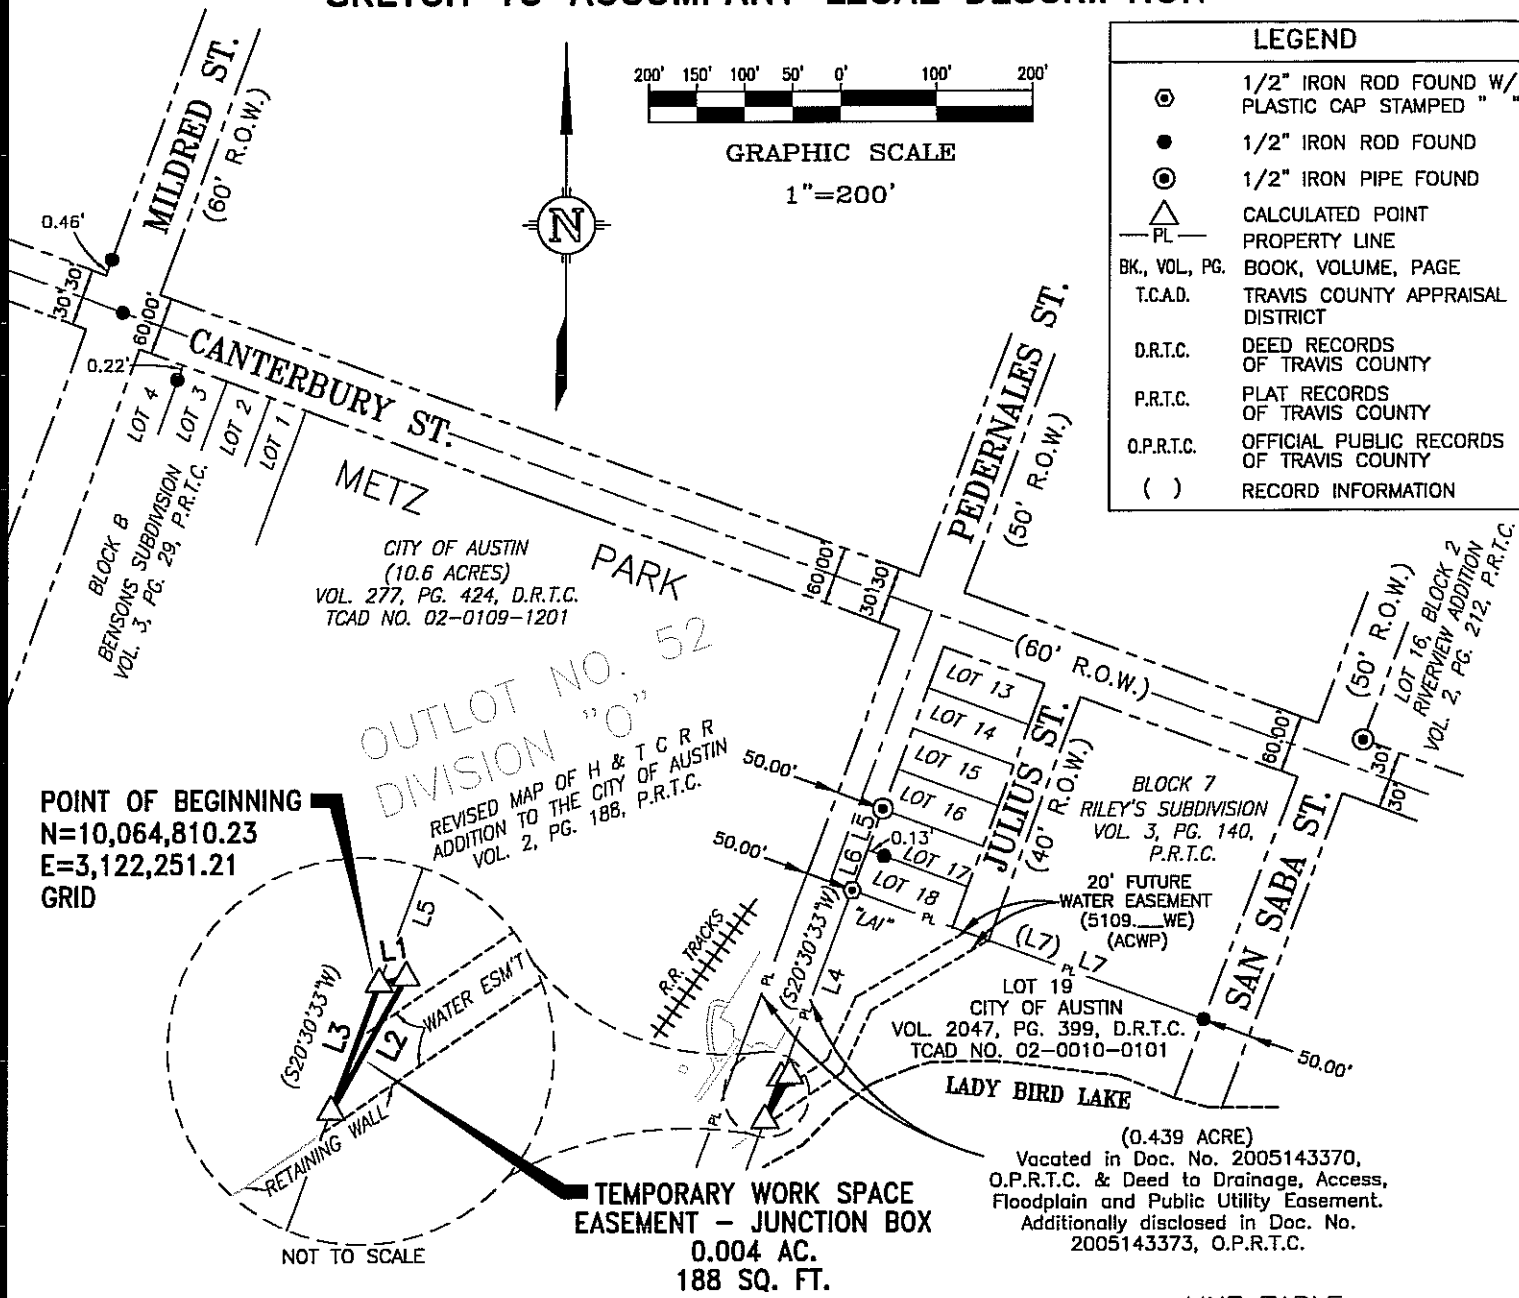 SKETCH TO ACCOMPANY LEGAL DESCRIPTION
MILDRED ST.
(60' R.O.W.)
0.46'
30'
30'
60.00'
0.22'
CANTERBURY ST.
LOT 4
LOT 3
LOT 2
LOT 1
BLOCK B
BENSONS SUBDIVISION
VOL. 3, PG. 29, P.R.T.C.
200' 150' 100' 50' 0' 100' 200'
GRAPHIC SCALE
1"=200'
N
LEGEND
1/2" IRON ROD FOUND W/
PLASTIC CAP STAMPED " "
1/2" IRON ROD FOUND
1/2" IRON PIPE FOUND
CALCULATED POINT
PL PROPERTY LINE
BK., VOL., PG. BOOK, VOLUME, PAGE
T.C.A.D. TRAVIS COUNTY APPRAISAL
DISTRICT
D.R.T.C. DEED RECORDS
OF TRAVIS COUNTY
P.R.T.C. PLAT RECORDS
OF TRAVIS COUNTY
O.P.R.T.C. OFFICIAL PUBLIC RECORDS
OF TRAVIS COUNTY
( ) RECORD INFORMATION
METZ
PARK
CITY OF AUSTIN
(10.6 ACRES)
VOL. 277, PG. 424, D.R.T.C.
TCAD NO. 02-0109-1201
PEDERNALES ST.
(50' R.O.W.)
60.00'
30'
30'
(60' R.O.W.)
(50' R.O.W.)
LOT 16, BLOCK 2
RIVERVIEW ADDITION
VOL. 2, PG. 212, P.R.T.C.
60.00'
30'
30'
OUTLOT NO. 52
DIVISION "O"
REVISED MAP OF H & T C R R
ADDITION TO THE CITY OF AUSTIN
VOL. 2, PG. 188, P.R.T.C.
LOT 13
LOT 14
LOT 15
LOT 16
LOT 17
LOT 18
JULIUS ST.
(40' R.O.W.)
BLOCK 7
RILEY'S SUBDIVISION
VOL. 3, PG. 140,
P.R.T.C.
SAN SABA ST.
50.00'
50.00'
L5
L6
0.13'
"LAI"
PL
20' FUTURE
WATER EASEMENT
(5109.___WE)
(ACWP)
(L7)
PL
L7
LOT 19
CITY OF AUSTIN
VOL. 2047, PG. 399, D.R.T.C.
TCAD NO. 02-0010-0101
50.00'
LADY BIRD LAKE
R.R. TRACKS
PL
(S20°30'33"W)
L4
PL
PL
POINT OF BEGINNING
N=10,064,810.23
E=3,122,251.21
GRID
L5
L1
(S20°30'33"W)
L3
L2
WATER ESM'T
RETAINING WALL
NOT TO SCALE
TEMPORARY WORK SPACE
EASEMENT - JUNCTION BOX
0.004 AC.
188 SQ. FT.
(0.439 ACRE)
Vacated in Doc. No. 2005143370,
O.P.R.T.C. & Deed to Drainage, Access,
Floodplain and Public Utility Easement.
Additionally disclosed in Doc. No.
2005143373, O.P.R.T.C.
LINE TABLE